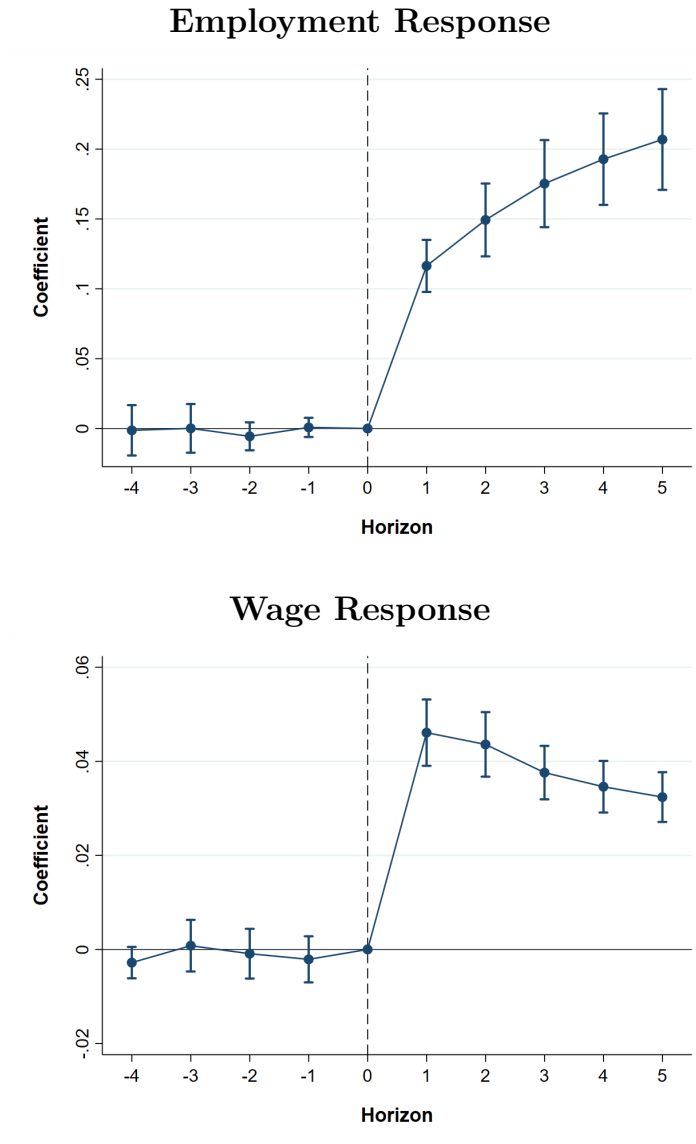 Employment Response
.25
.2
.15
.1
.05
0
Coefficient
-4 -3 -2 -1 0 1 2 3 4 5
Horizon
Wage Response
.06
.04
.02
0
-.02
Coefficient
-4 -3 -2 -1 0 1 2 3 4 5
Horizon